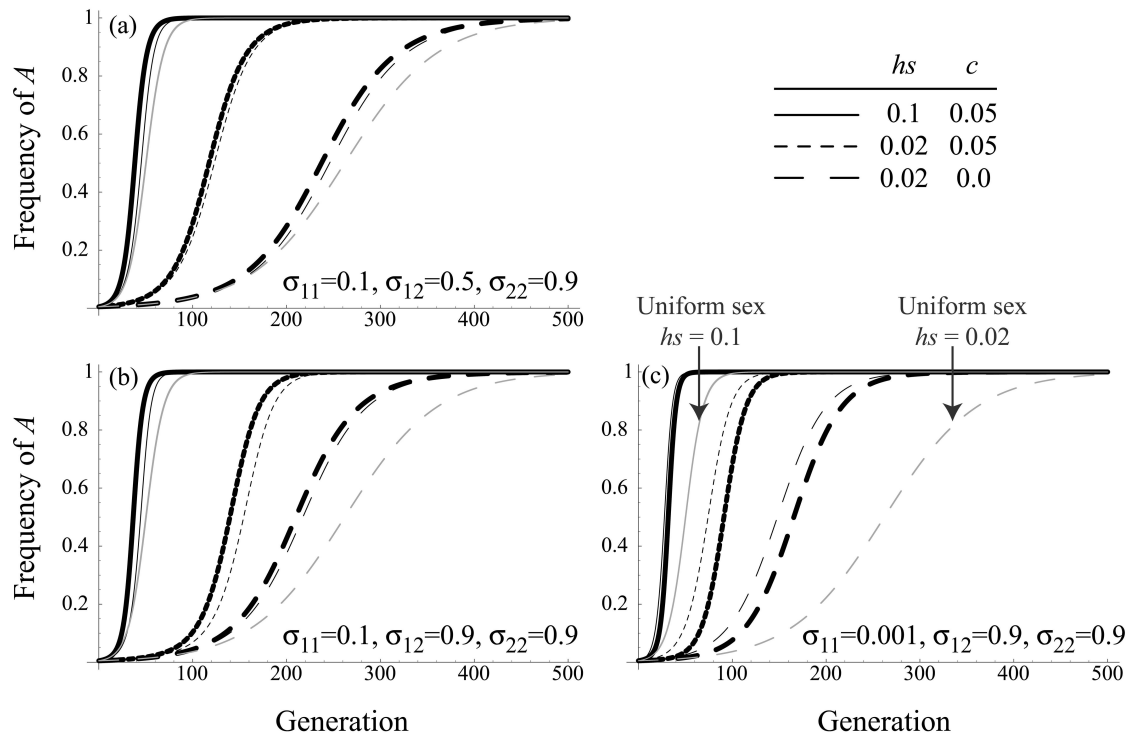 (a)
1
0.8
0.6
0.4
0.2
Frequency of A
σ11=0.1, σ12=0.5, σ22=0.9
100 200 300 400 500
hs c
0.1 0.05
0.02 0.05
0.02 0.0
(b)
1
0.8
0.6
0.4
0.2
Frequency of A
σ11=0.1, σ12=0.9, σ22=0.9
100 200 300 400 500
Generation
Uniform sex
hs = 0.1
Uniform sex
hs = 0.02
(c)
1
0.8
0.6
0.4
0.2
σ11=0.001, σ12=0.9, σ22=0.9
100 200 300 400 500
Generation